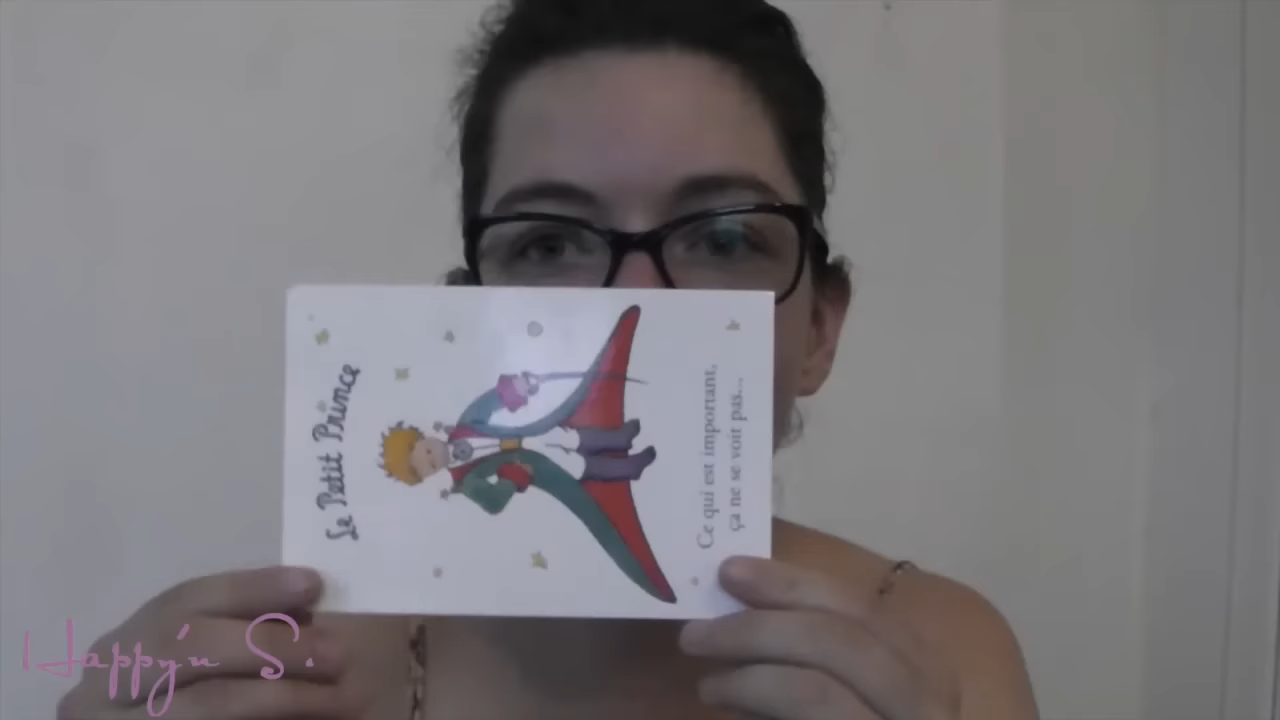 Le Petit Prince
Ce qui est important,
ça ne se voit pas...
Happy'n S.